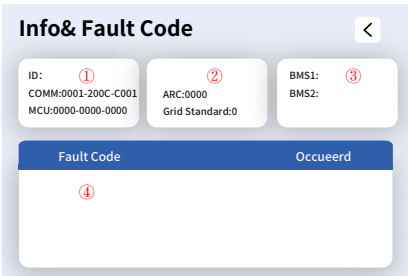 Info& Fault Code
ID: ①
COMM:0001-200C-C001
MCU:0000-0000-0000
②
ARC:0000
Grid Standard:0
BMS1: ③
BMS2:
Fault Code Occueerd
④